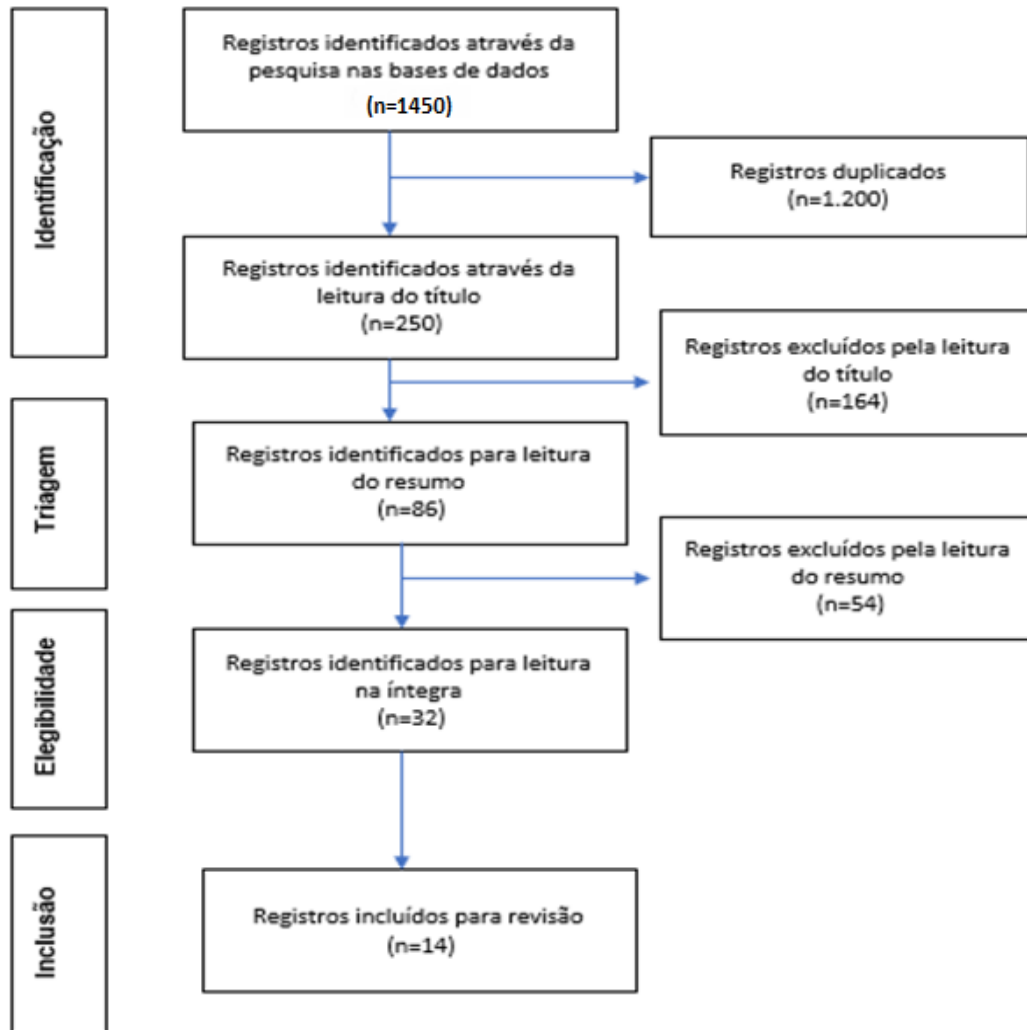 Identificação
Registros identificados através da
pesquisa nas bases de dados
(n=1450)
Registros duplicados
(n=1.200)
Registros identificados através da
leitura do título
(n=250)
Registros excluídos pela leitura
do título
(n=164)
Triagem
Registros identificados para leitura
do resumo
(n=86)
Registros excluídos pela leitura
do resumo
(n=54)
Elegibilidade
Registros identificados para leitura
na íntegra
(n=32)
Inclusão
Registros incluídos para revisão
(n=14)